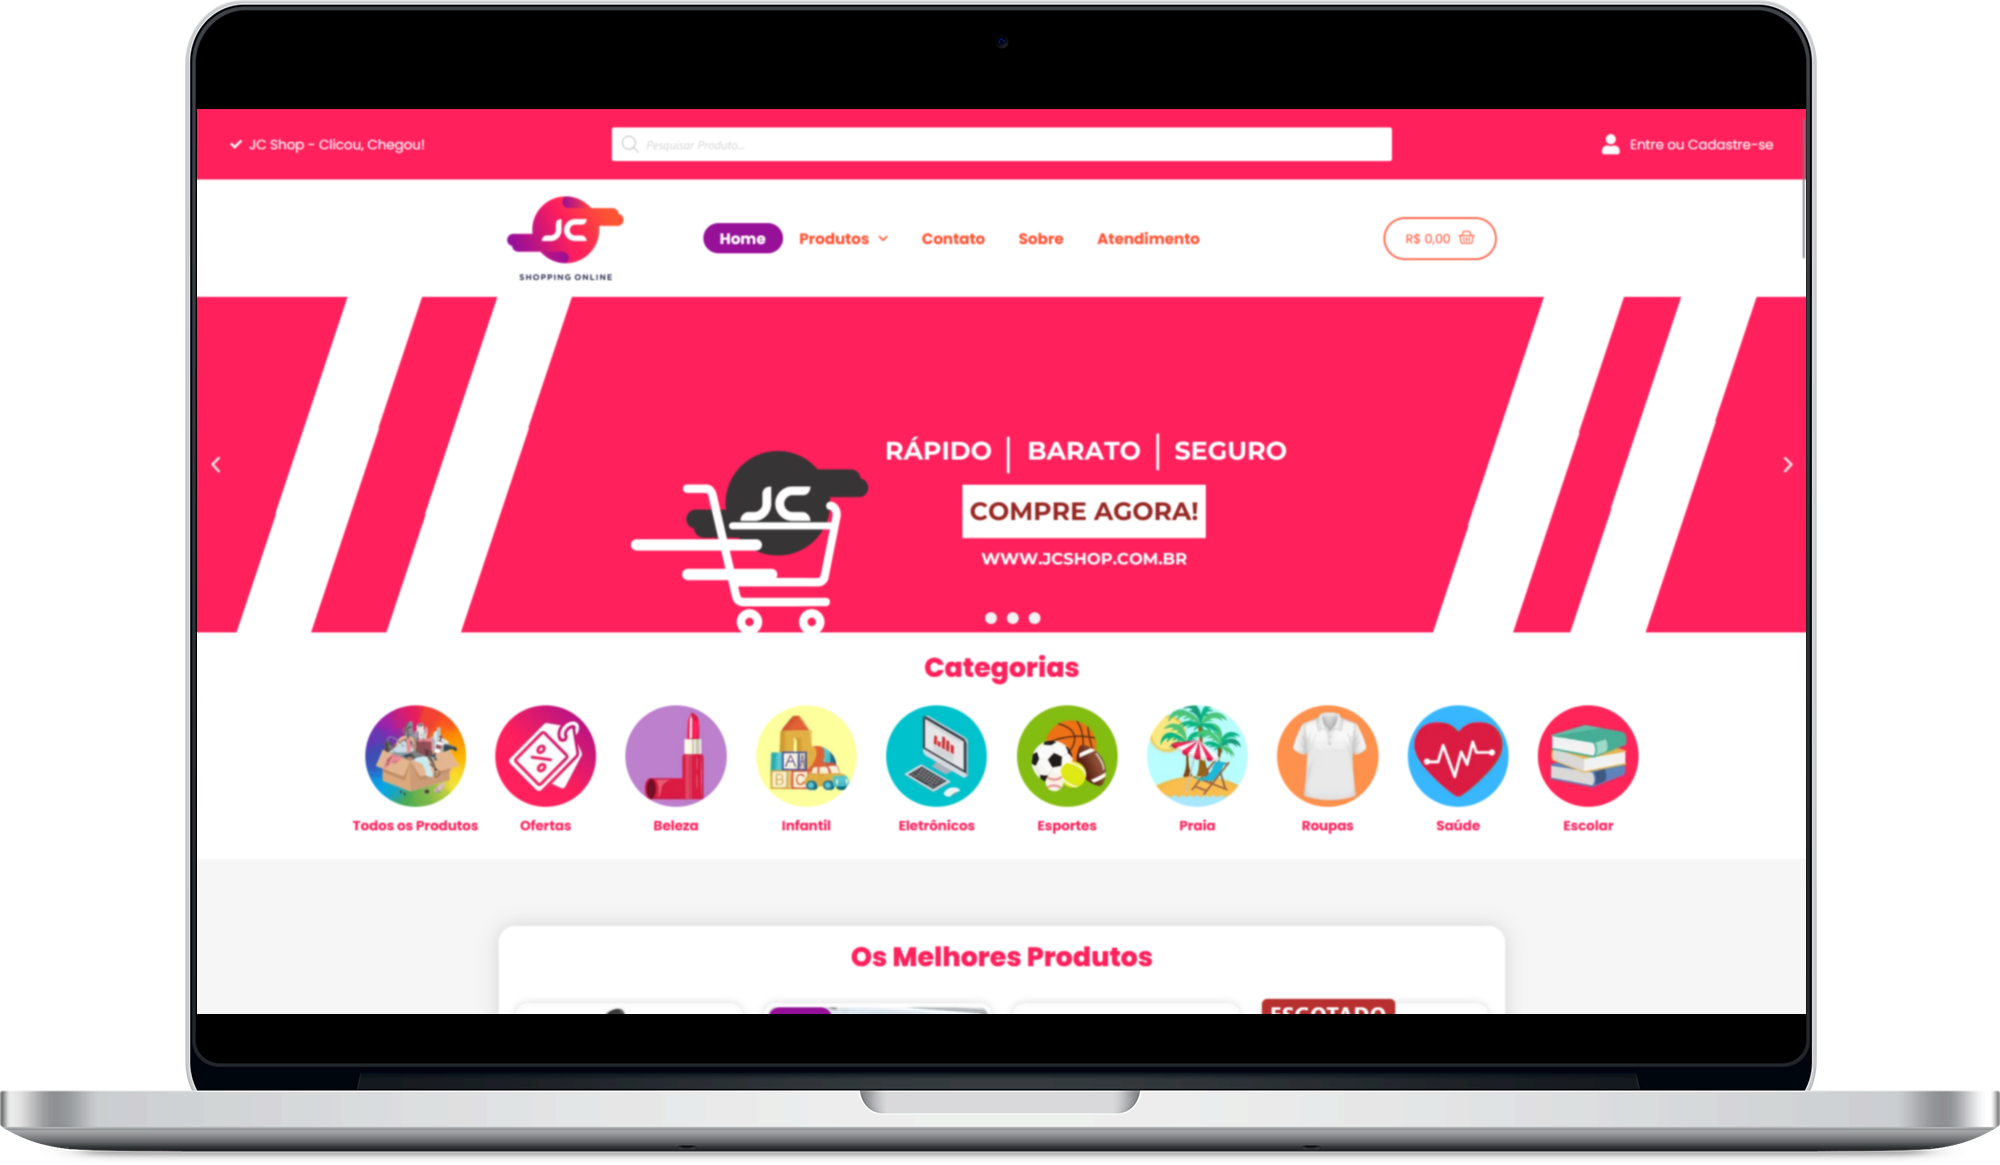 JC Shop - Clicou, Chegou!
Pesquisar Produto...
Entre ou Cadastre-se
JC
SHOPPING ONLINE
Home
Produtos
Contato
Sobre
Atendimento
R$ 0,00
RÁPIDO | BARATO | SEGURO
JC
COMPRE AGORA!
WWW.JCSHOP.COM.BR
Categorias
A
B C
Todos os Produtos
Ofertas
Beleza
Infantil
Eletrônicos
Esportes
Praia
Roupas
Saúde
Escolar
Os Melhores Produtos
ESGOTADO